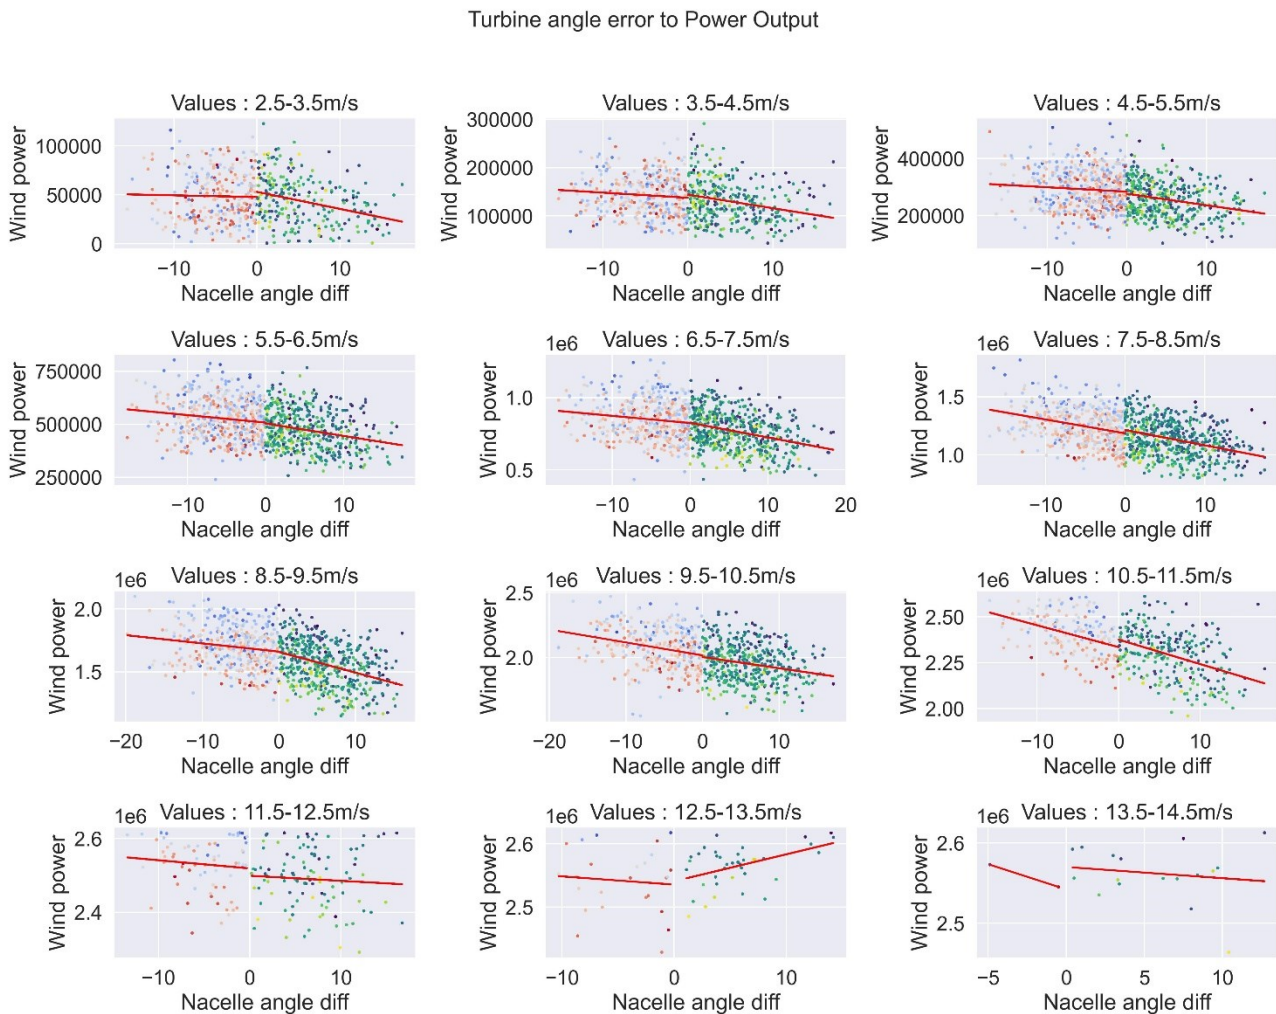 Turbine angle error to Power Output
Values : 2.5-3.5m/s
Wind power
100000
50000
0
−10
0
10
Nacelle angle diff
Values : 3.5-4.5m/s
Wind power
300000
200000
100000
−10
0
10
Nacelle angle diff
Values : 4.5-5.5m/s
Wind power
400000
200000
−10
0
10
Nacelle angle diff
Values : 5.5-6.5m/s
Wind power
750000
500000
250000
−10
0
10
Nacelle angle diff
1e6
Values : 6.5-7.5m/s
Wind power
1.0
0.5
−10
0
10
20
Nacelle angle diff
1e6
Values : 7.5-8.5m/s
Wind power
1.5
1.0
−10
0
10
Nacelle angle diff
1e6
Values : 8.5-9.5m/s
Wind power
2.0
1.5
−20
−10
0
10
Nacelle angle diff
1e6
Values : 9.5-10.5m/s
Wind power
2.5
2.0
−20
−10
0
10
Nacelle angle diff
1e6
Values : 10.5-11.5m/s
Wind power
2.50
2.25
2.00
−10
0
10
Nacelle angle diff
1e6
Values : 11.5-12.5m/s
Wind power
2.6
2.4
−10
0
10
Nacelle angle diff
1e6
Values : 12.5-13.5m/s
Wind power
2.6
2.5
−10
0
10
Nacelle angle diff
1e6
Values : 13.5-14.5m/s
Wind power
2.6
2.5
−5
0
5
10
Nacelle angle diff